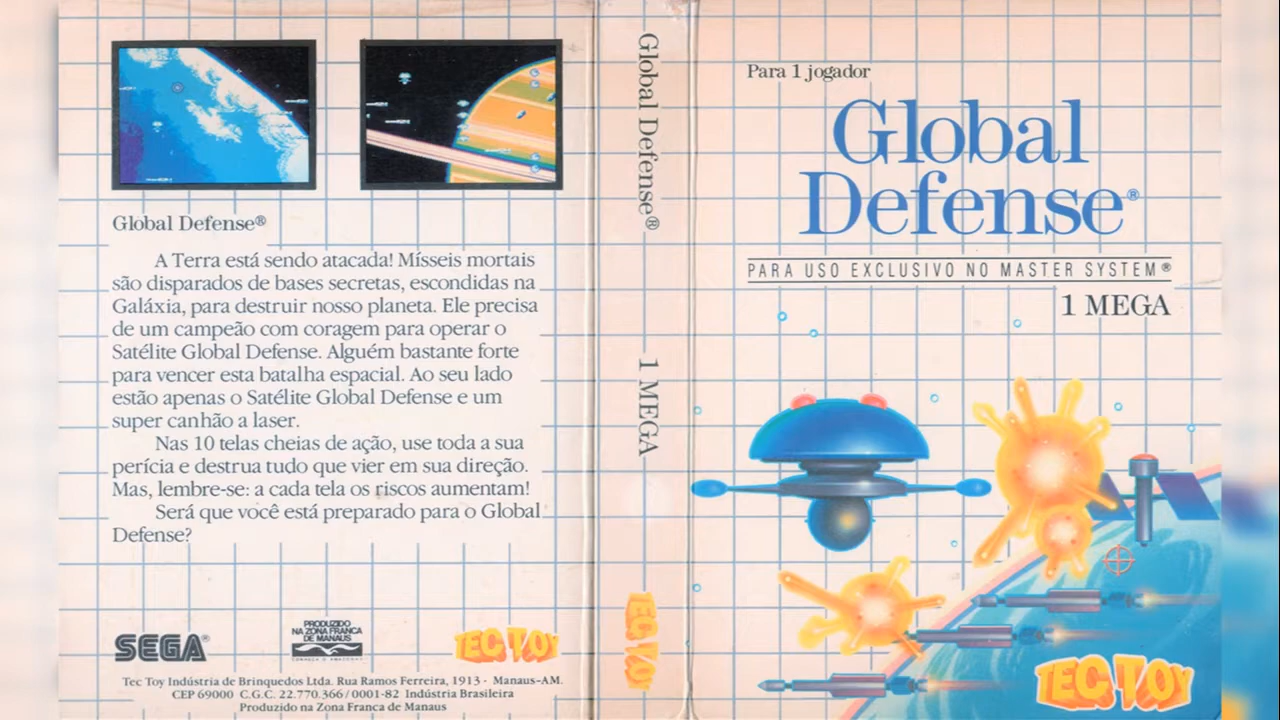 Global Defense®
A Terra está sendo atacada! Mísseis mortais
são disparados de bases secretas, escondidas na
Galáxia, para destruir nosso planeta. Ele precisa
de um campeão com coragem para operar o
Satélite Global Defense. Alguém bastante forte
para vencer esta batalha espacial. Ao seu lado
estão apenas o Satélite Global Defense e um
super canhão a laser.
Nas 10 telas cheias de ação, use toda a sua
perícia e destrua tudo que vier em sua direção.
Mas, lembre-se: a cada tela os riscos aumentam!
Será que você está preparado para o Global
Defense?
SEGA®
PRODUZIDO
NA ZONA FRANCA
DE MANAUS
CONHEÇA O AMAZONAS
TEC TOY
Tec Toy Indústria de Brinquedos Ltda. Rua Ramos Ferreira, 1913 - Manaus-AM.
CEP 69000 C.G.C. 22.770.366/0001-82 Indústria Brasileira
Produzido na Zona Franca de Manaus
Global Defense®
1 MEGA
TEC TOY
Para 1 jogador
Global
Defense®
PARA USO EXCLUSIVO NO MASTER SYSTEM®
1 MEGA
TEC TOY